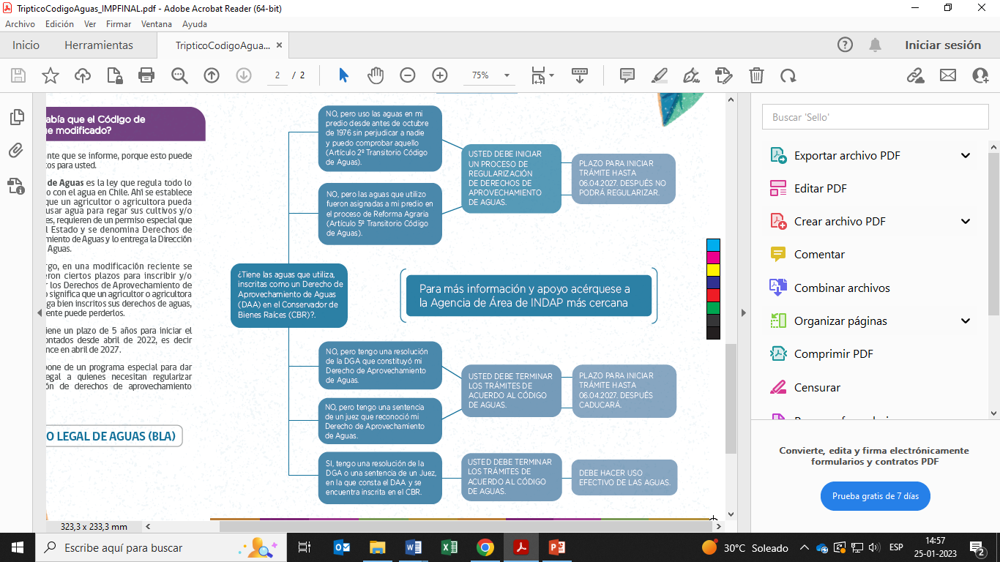 TripticoCodigoAguas_IMPFINAL.pdf - Adobe Acrobat Reader (64-bit)
Archivo Edición Ver Firmar Ventana Ayuda
Inicio Herramientas TripticoCodigoAgua... ×
Iniciar sesión
2 / 2
75%
abía que el Código de
e modificado?
nte que se informe, porque esto puede
tos para usted.
de Aguas es la ley que regula todo lo
o con el agua en Chile. Ahí se establece
que un agricultor o agricultora pueda
usar agua para regar sus cultivos y/o
es, requieren de un permiso especial que
l Estado y se denomina Derechos de
miento de Aguas y lo entrega la Dirección
Aguas.
rgo, en una modificación reciente se
eron ciertos plazos para inscribir y/o
r los Derechos de Aprovechamiento de
o significa que un agricultor o agricultora
ga bien inscritos sus derechos de aguas,
ente puede perderlos.
iene un plazo de 5 años para iniciar el
ontados desde abril de 2022, es decir
nce en abril de 2027.
pone de un programa especial para dar
egal a quienes necesitan regularizar
ón de derechos de aprovechamiento
O LEGAL DE AGUAS (BLA)
¿Tiene las aguas que utiliza,
inscritas como un Derecho de
Aprovechamiento de Aguas
(DAA) en el Conservador de
Bienes Raíces (CBR)?.
NO, pero uso las aguas en mi
predio desde antes de octubre
de 1976 sin perjudicar a nadie
y puedo comprobar aquello
(Artículo 2º Transitorio Código
de Aguas).
NO, pero las aguas que utilizo
fueron asignadas a mi predio en
el proceso de Reforma Agraria
(Artículo 5º Transitorio Código
de Aguas).
USTED DEBE INICIAR
UN PROCESO DE
REGULARIZACIÓN
DE DERECHOS DE
APROVECHAMIENTO
DE AGUAS.
PLAZO PARA INICIAR
TRÁMITE HASTA
06.04.2027. DESPUÉS NO
PODRÁ REGULARIZAR.
Para más información y apoyo acérquese a
la Agencia de Área de INDAP más cercana
NO, pero tengo una resolución
de la DGA que constituyó mi
Derecho de Aprovechamiento
de Aguas.
NO, pero tengo una sentencia
de un juez que reconoció mi
Derecho de Aprovechamiento
de Aguas.
USTED DEBE TERMINAR
LOS TRÁMITES DE
ACUERDO AL CÓDIGO
DE AGUAS.
PLAZO PARA INICIAR
TRÁMITE HASTA
06.04.2027. DESPUÉS
CADUCARÁ.
SI, tengo una resolución de la
DGA o una sentencia de un Juez,
en la que consta el DAA y se
encuentra inscrita en el CBR.
USTED DEBE TERMINAR
LOS TRÁMITES DE
ACUERDO AL CÓDIGO
DE AGUAS.
DEBE HACER USO
EFECTIVO DE LAS AGUAS.
323,3 x 233,3 mm
Buscar 'Sello'
Exportar archivo PDF
Editar PDF
Crear archivo PDF
Comentar
Combinar archivos
Organizar páginas
Comprimir PDF
Censurar
Convierte, edita y firma electrónicamente
formularios y contratos PDF
Prueba gratis de 7 días
Escribe aquí para buscar
30°C Soleado
ESP
14:57
25-01-2023
2